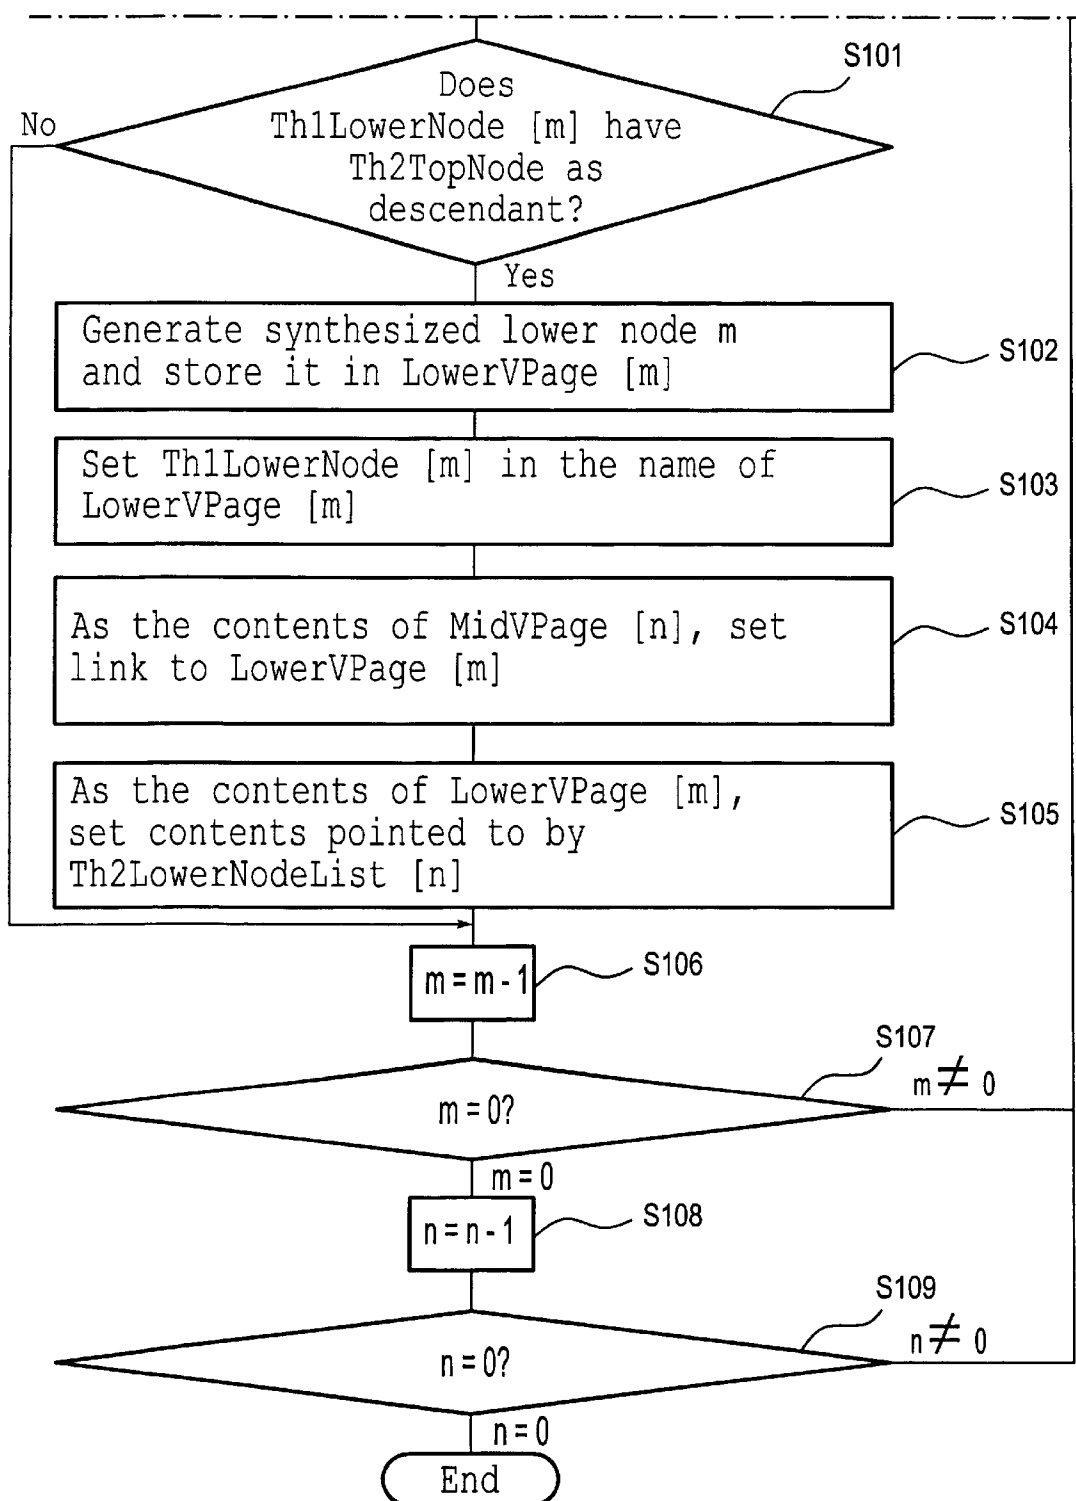 S101
Does
Th1LowerNode [m] have
Th2TopNode as
descendant?
No
Yes
Generate synthesized lower node m
and store it in LowerVPage [m]
S102
Set Th1LowerNode [m] in the name of
LowerVPage [m]
S103
As the contents of MidVPage [n], set
link to LowerVPage [m]
S104
As the contents of LowerVPage [m],
set contents pointed to by
Th2LowerNodeList [n]
S105
m = m - 1
S106
S107
m = 0?
m ≠ 0
m = 0
n = n - 1
S108
S109
n = 0?
n ≠ 0
n = 0
End